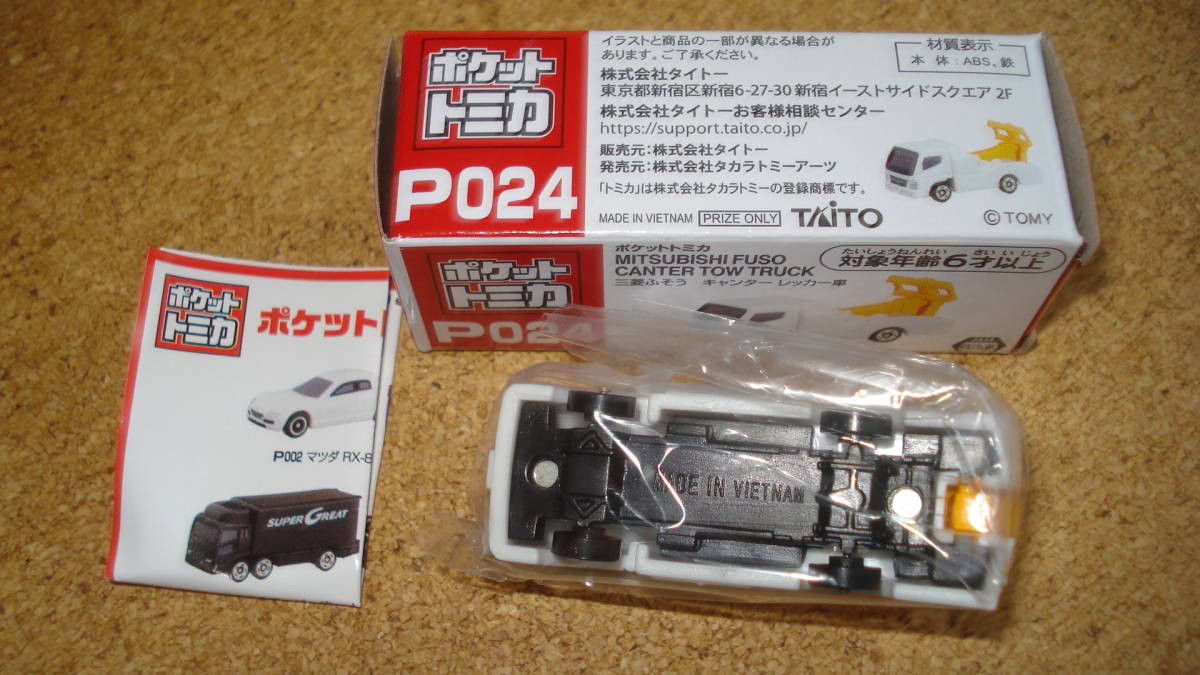 ポケット
トミカ
P024
イラストと商品の一部が異なる場合が
あります。ご了承ください。
材質表示
本 体:ABS、鉄
株式会社タイトー
東京都新宿区新宿6-27-30 新宿イーストサイドスクエア 2F
株式会社タイトーお客様相談センター
https://support.taito.co.jp/
販売元:株式会社タイトー
発売元:株式会社タカラトミーアーツ
「トミカ」は株式会社タカラトミーの登録商標です。
MADE IN VIETNAM PRIZE ONLY TAITO © TOMY
ポケット
トミカ
P024
ポケットトミカ
MITSUBISHI FUSO
CANTER TOW TRUCK
三菱ふそう キャンター レッカー車
たいしょうねんれい さいいじょう
対象年齢6才以上
ポケット
トミカ
ポケット
P002 マツダ RX-8
SUPER GREAT
MADE IN VIETNAM